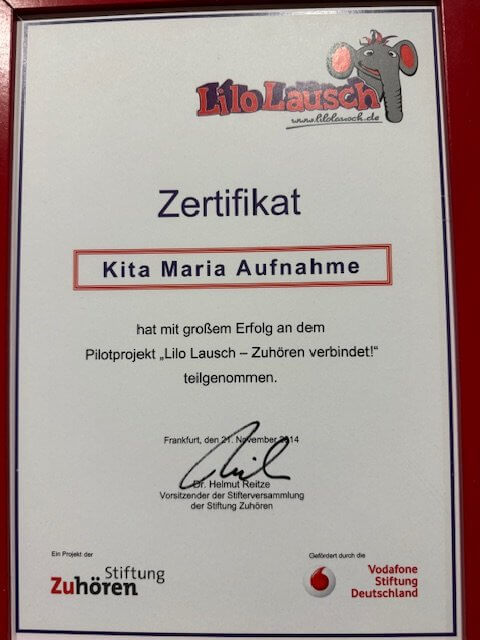 Lilo Lausch
www.lilolausch.de
Zertifikat
Kita Maria Aufnahme
hat mit großem Erfolg an dem
Pilotprojekt „Lilo Lausch – Zuhören verbindet!“
teilgenommen.
Frankfurt, den 21. November 2014
Dr. Helmut Reitze
Vorsitzender der Stifterversammlung
der Stiftung Zuhören
Ein Projekt der
Stiftung
Zuhören
Gefördert durch die
Vodafone
Stiftung
Deutschland